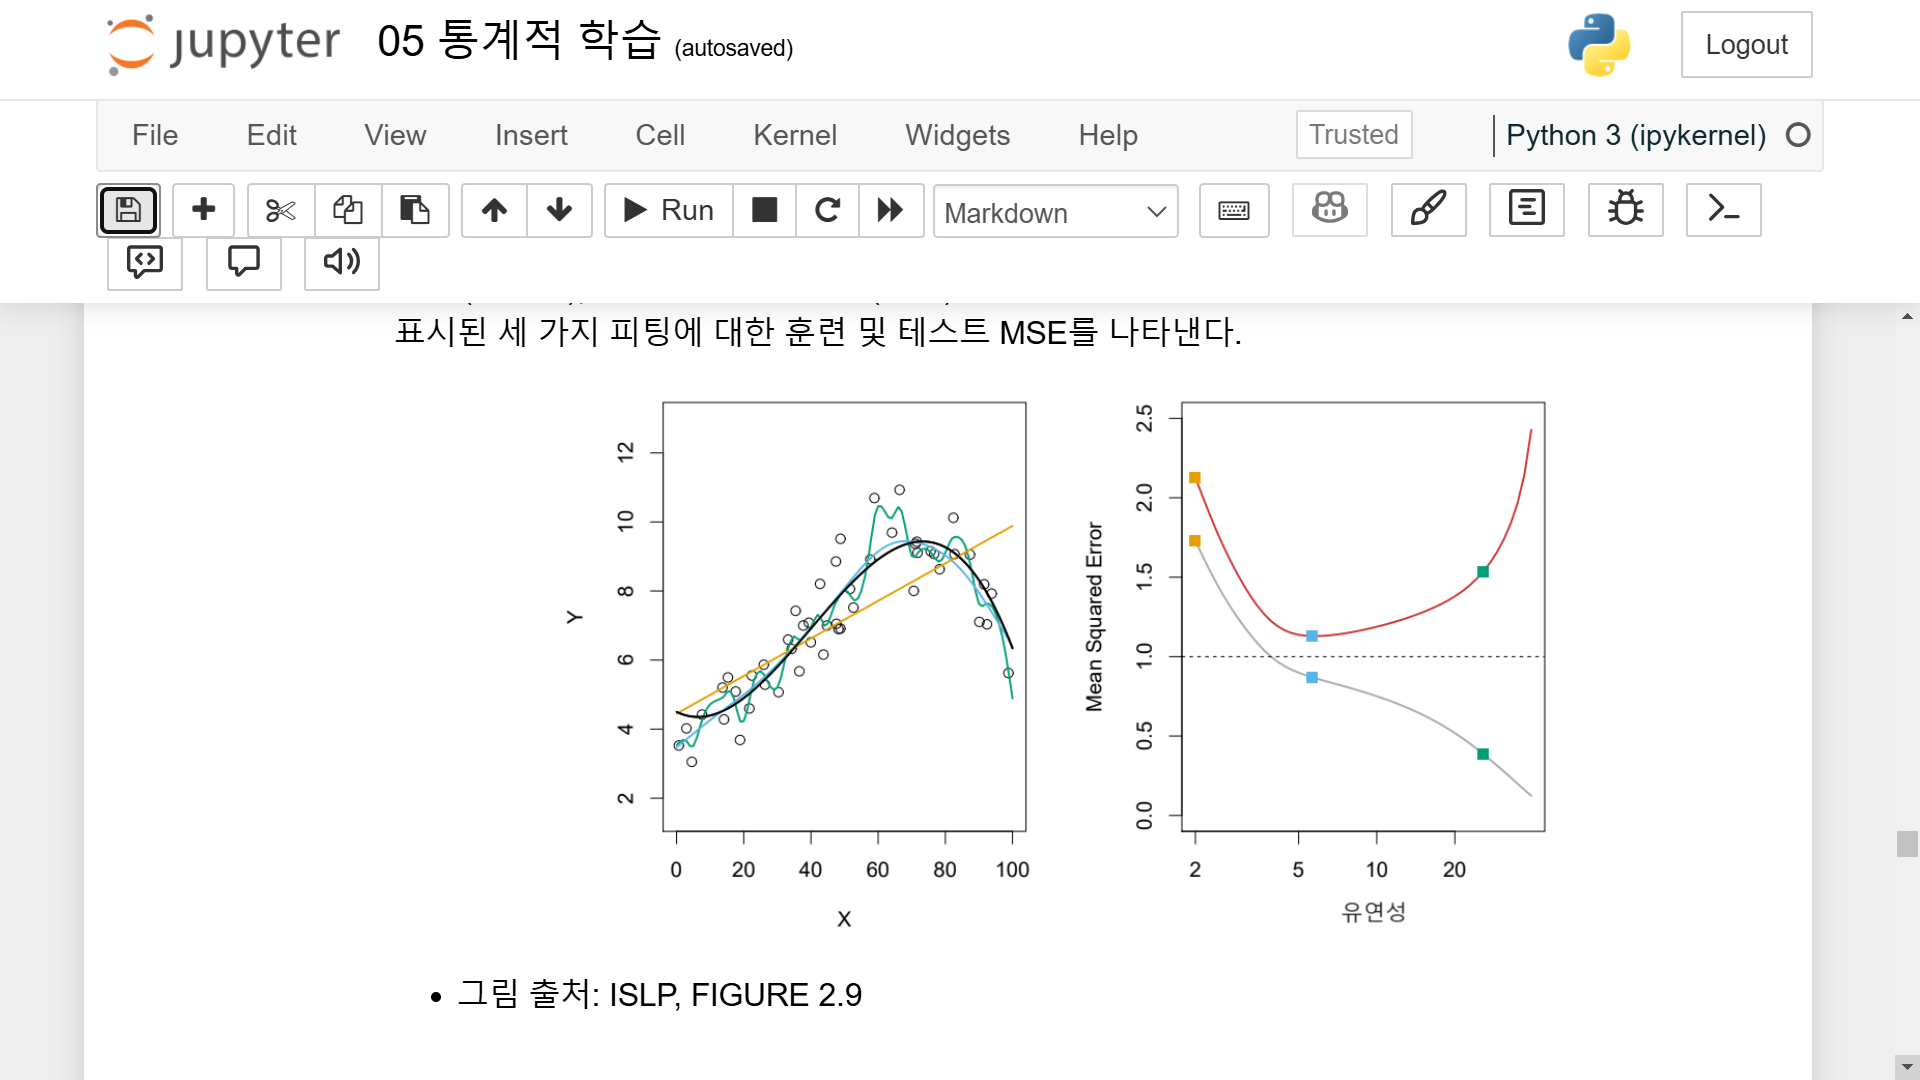 jupyter 05 통계적 학습 (autosaved) Logout
File Edit View Insert Cell Kernel Widgets Help Trusted Python 3 (ipykernel)
Run Markdown
표시된 세 가지 피팅에 대한 훈련 및 테스트 MSE를 나타낸다.
12
10
8
6
4
2
Y
0 20 40 60 80 100
X
2.5
2.0
1.5
1.0
0.5
0.0
Mean Squared Error
2 5 10 20
유연성
그림 출처: ISLP, FIGURE 2.9